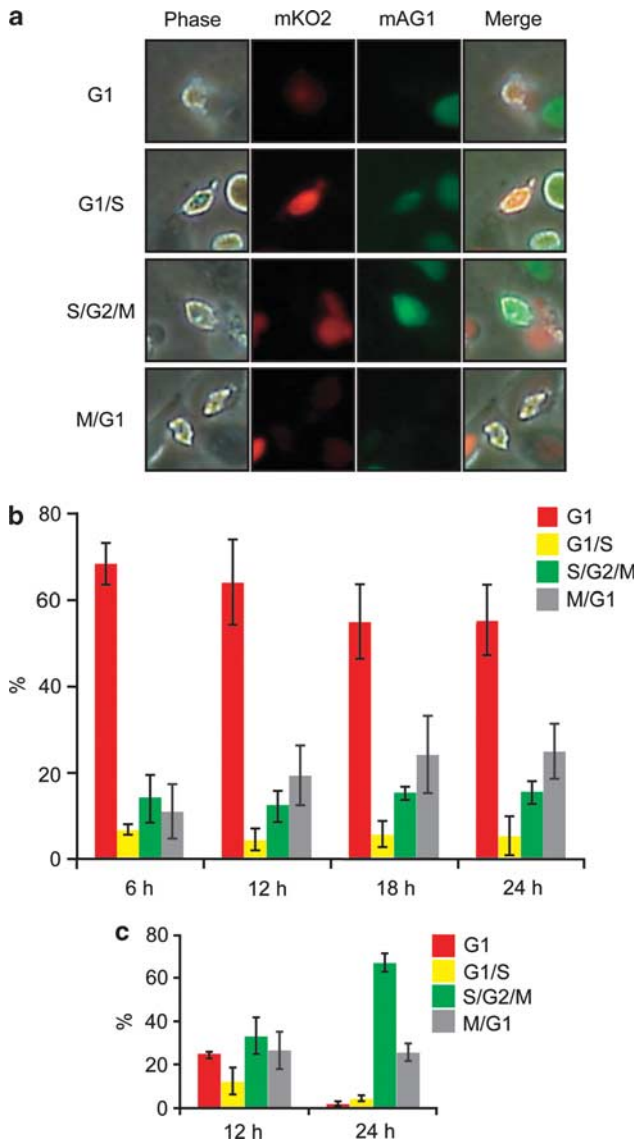 a
Phase mKO2 mAG1 Merge
G1
G1/S
S/G2/M
M/G1
b
80
60
40
20
0
%
G1
G1/S
S/G2/M
M/G1
6 h 12 h 18 h 24 h
c
80
60
40
20
0
%
G1
G1/S
S/G2/M
M/G1
12 h 24 h